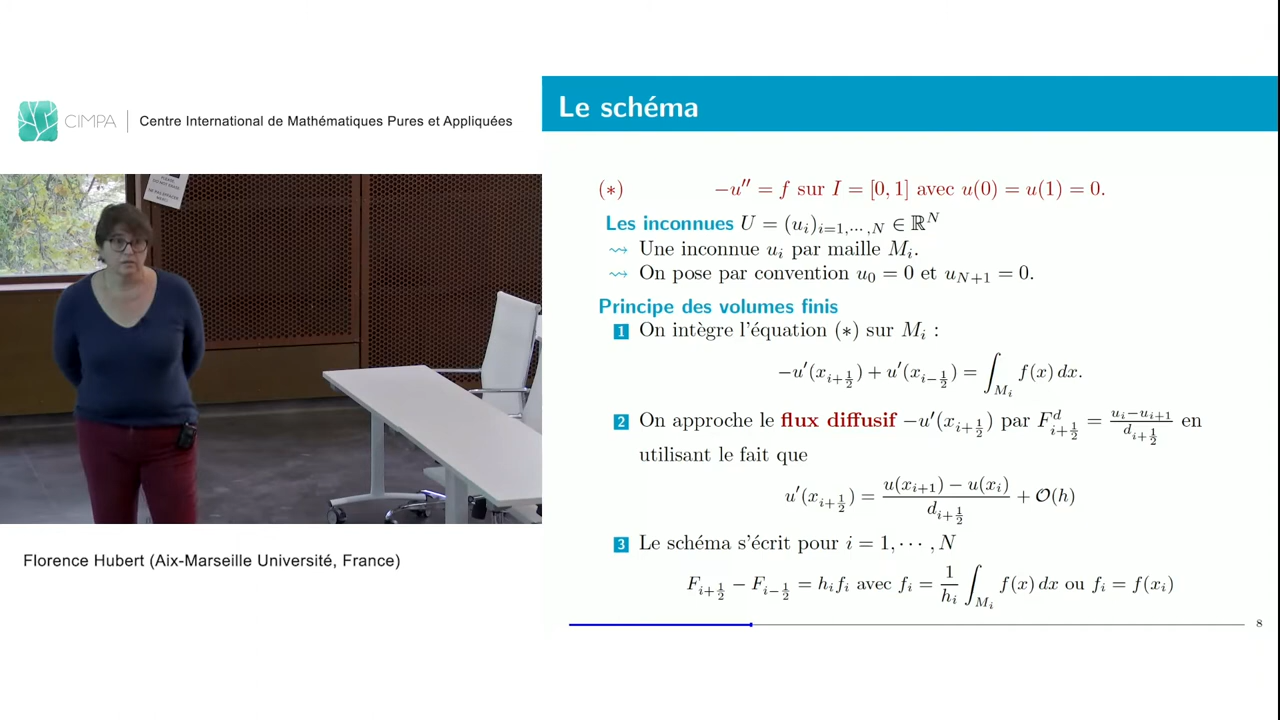 CIMPA
Centre International de Mathématiques Pures et Appliquées
Le schéma
(∗) −u″ = f sur I = [0, 1] avec u(0) = u(1) = 0.
Les inconnues U = (u_i)_{i=1,⋯,N} ∈ ℝ^N
⇝ Une inconnue u_i par maille M_i.
⇝ On pose par convention u_0 = 0 et u_{N+1} = 0.
Principe des volumes finis
1 On intègre l'équation (∗) sur M_i :
−u′(x_{i+1/2}) + u′(x_{i−1/2}) = ∫_{M_i} f(x) dx.
2 On approche le flux diffusif −u′(x_{i+1/2}) par F^d_{i+1/2} = (u_i−u_{i+1})/d_{i+1/2} en
utilisant le fait que
u′(x_{i+1/2}) = (u(x_{i+1}) − u(x_i))/d_{i+1/2} + O(h)
3 Le schéma s'écrit pour i = 1, ⋯ , N
F_{i+1/2} − F_{i−1/2} = h_i f_i avec f_i = 1/h_i ∫_{M_i} f(x) dx ou f_i = f(x_i)
8
Florence Hubert (Aix-Marseille Université, France)